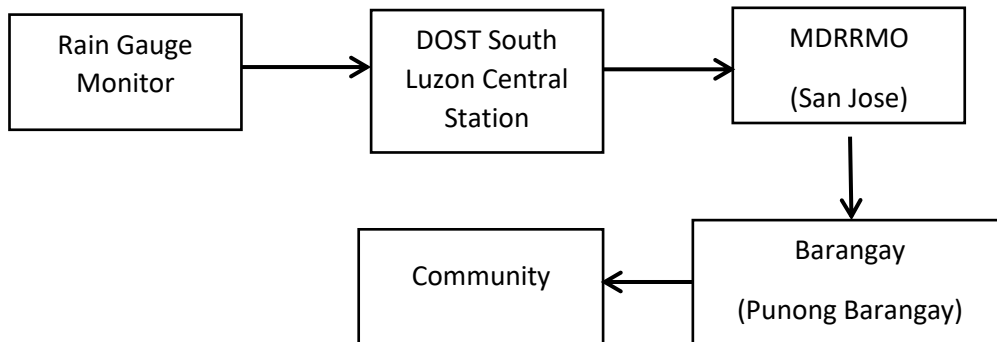 Rain Gauge
Monitor
DOST South
Luzon Central
Station
MDRRMO
(San Jose)
Barangay
(Punong Barangay)
Community